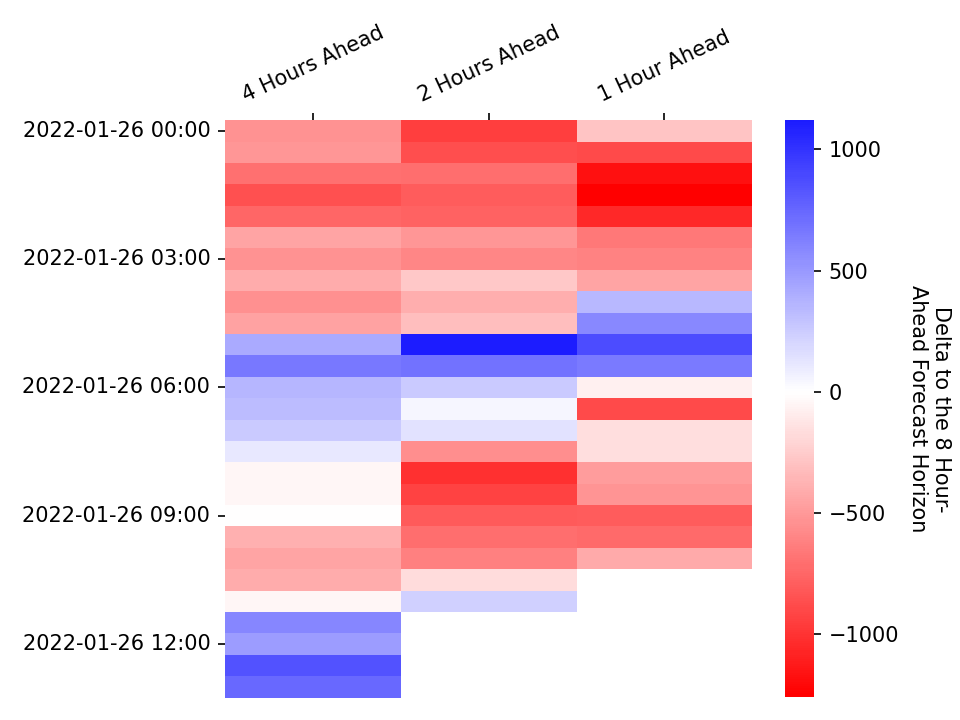 4 Hours Ahead
2 Hours Ahead
1 Hour Ahead
2022-01-26 00:00
2022-01-26 03:00
2022-01-26 06:00
2022-01-26 09:00
2022-01-26 12:00
1000
500
0
−500
−1000
Delta to the 8 Hour-
Ahead Forecast Horizon